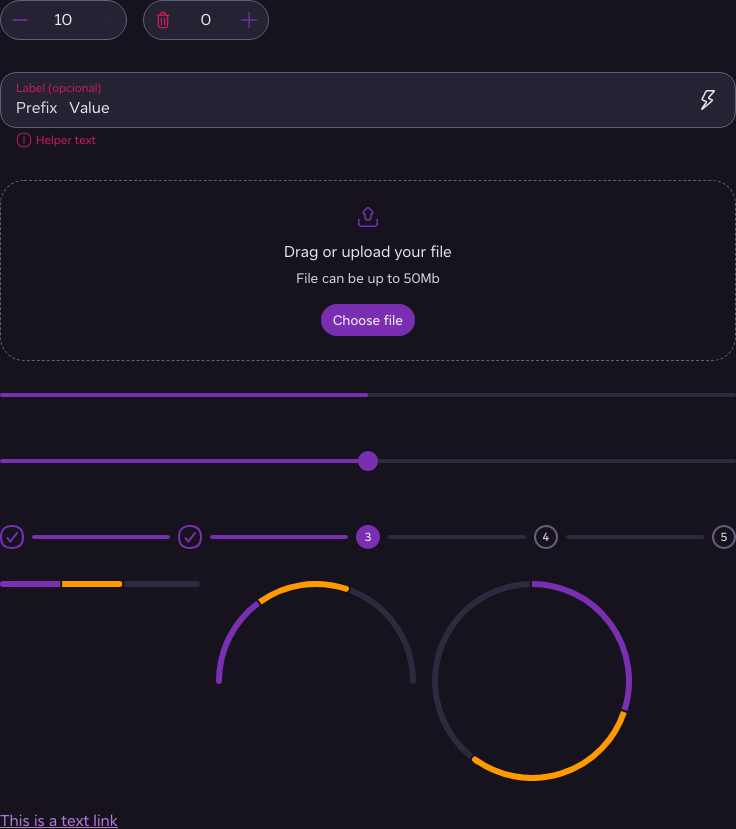 10 0
Label (opcional)
Prefix Value
Helper text
Drag or upload your file
File can be up to 50Mb
Choose file
3 4 5
This is a text link